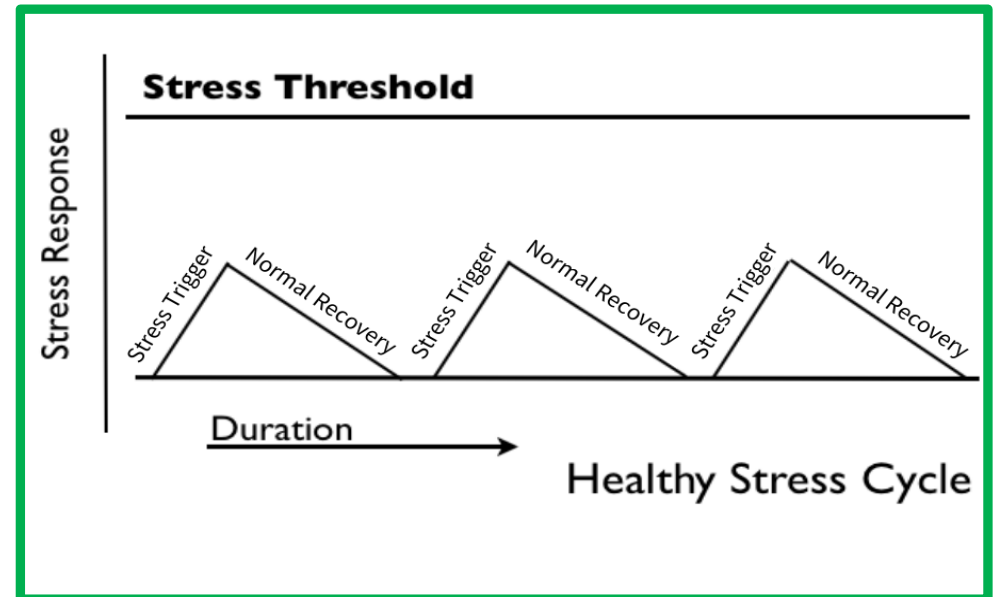 Stress Threshold
Stress Response
Stress Trigger
Normal Recovery
Stress Trigger
Normal Recovery
Stress Trigger
Normal Recovery
Duration
Healthy Stress Cycle